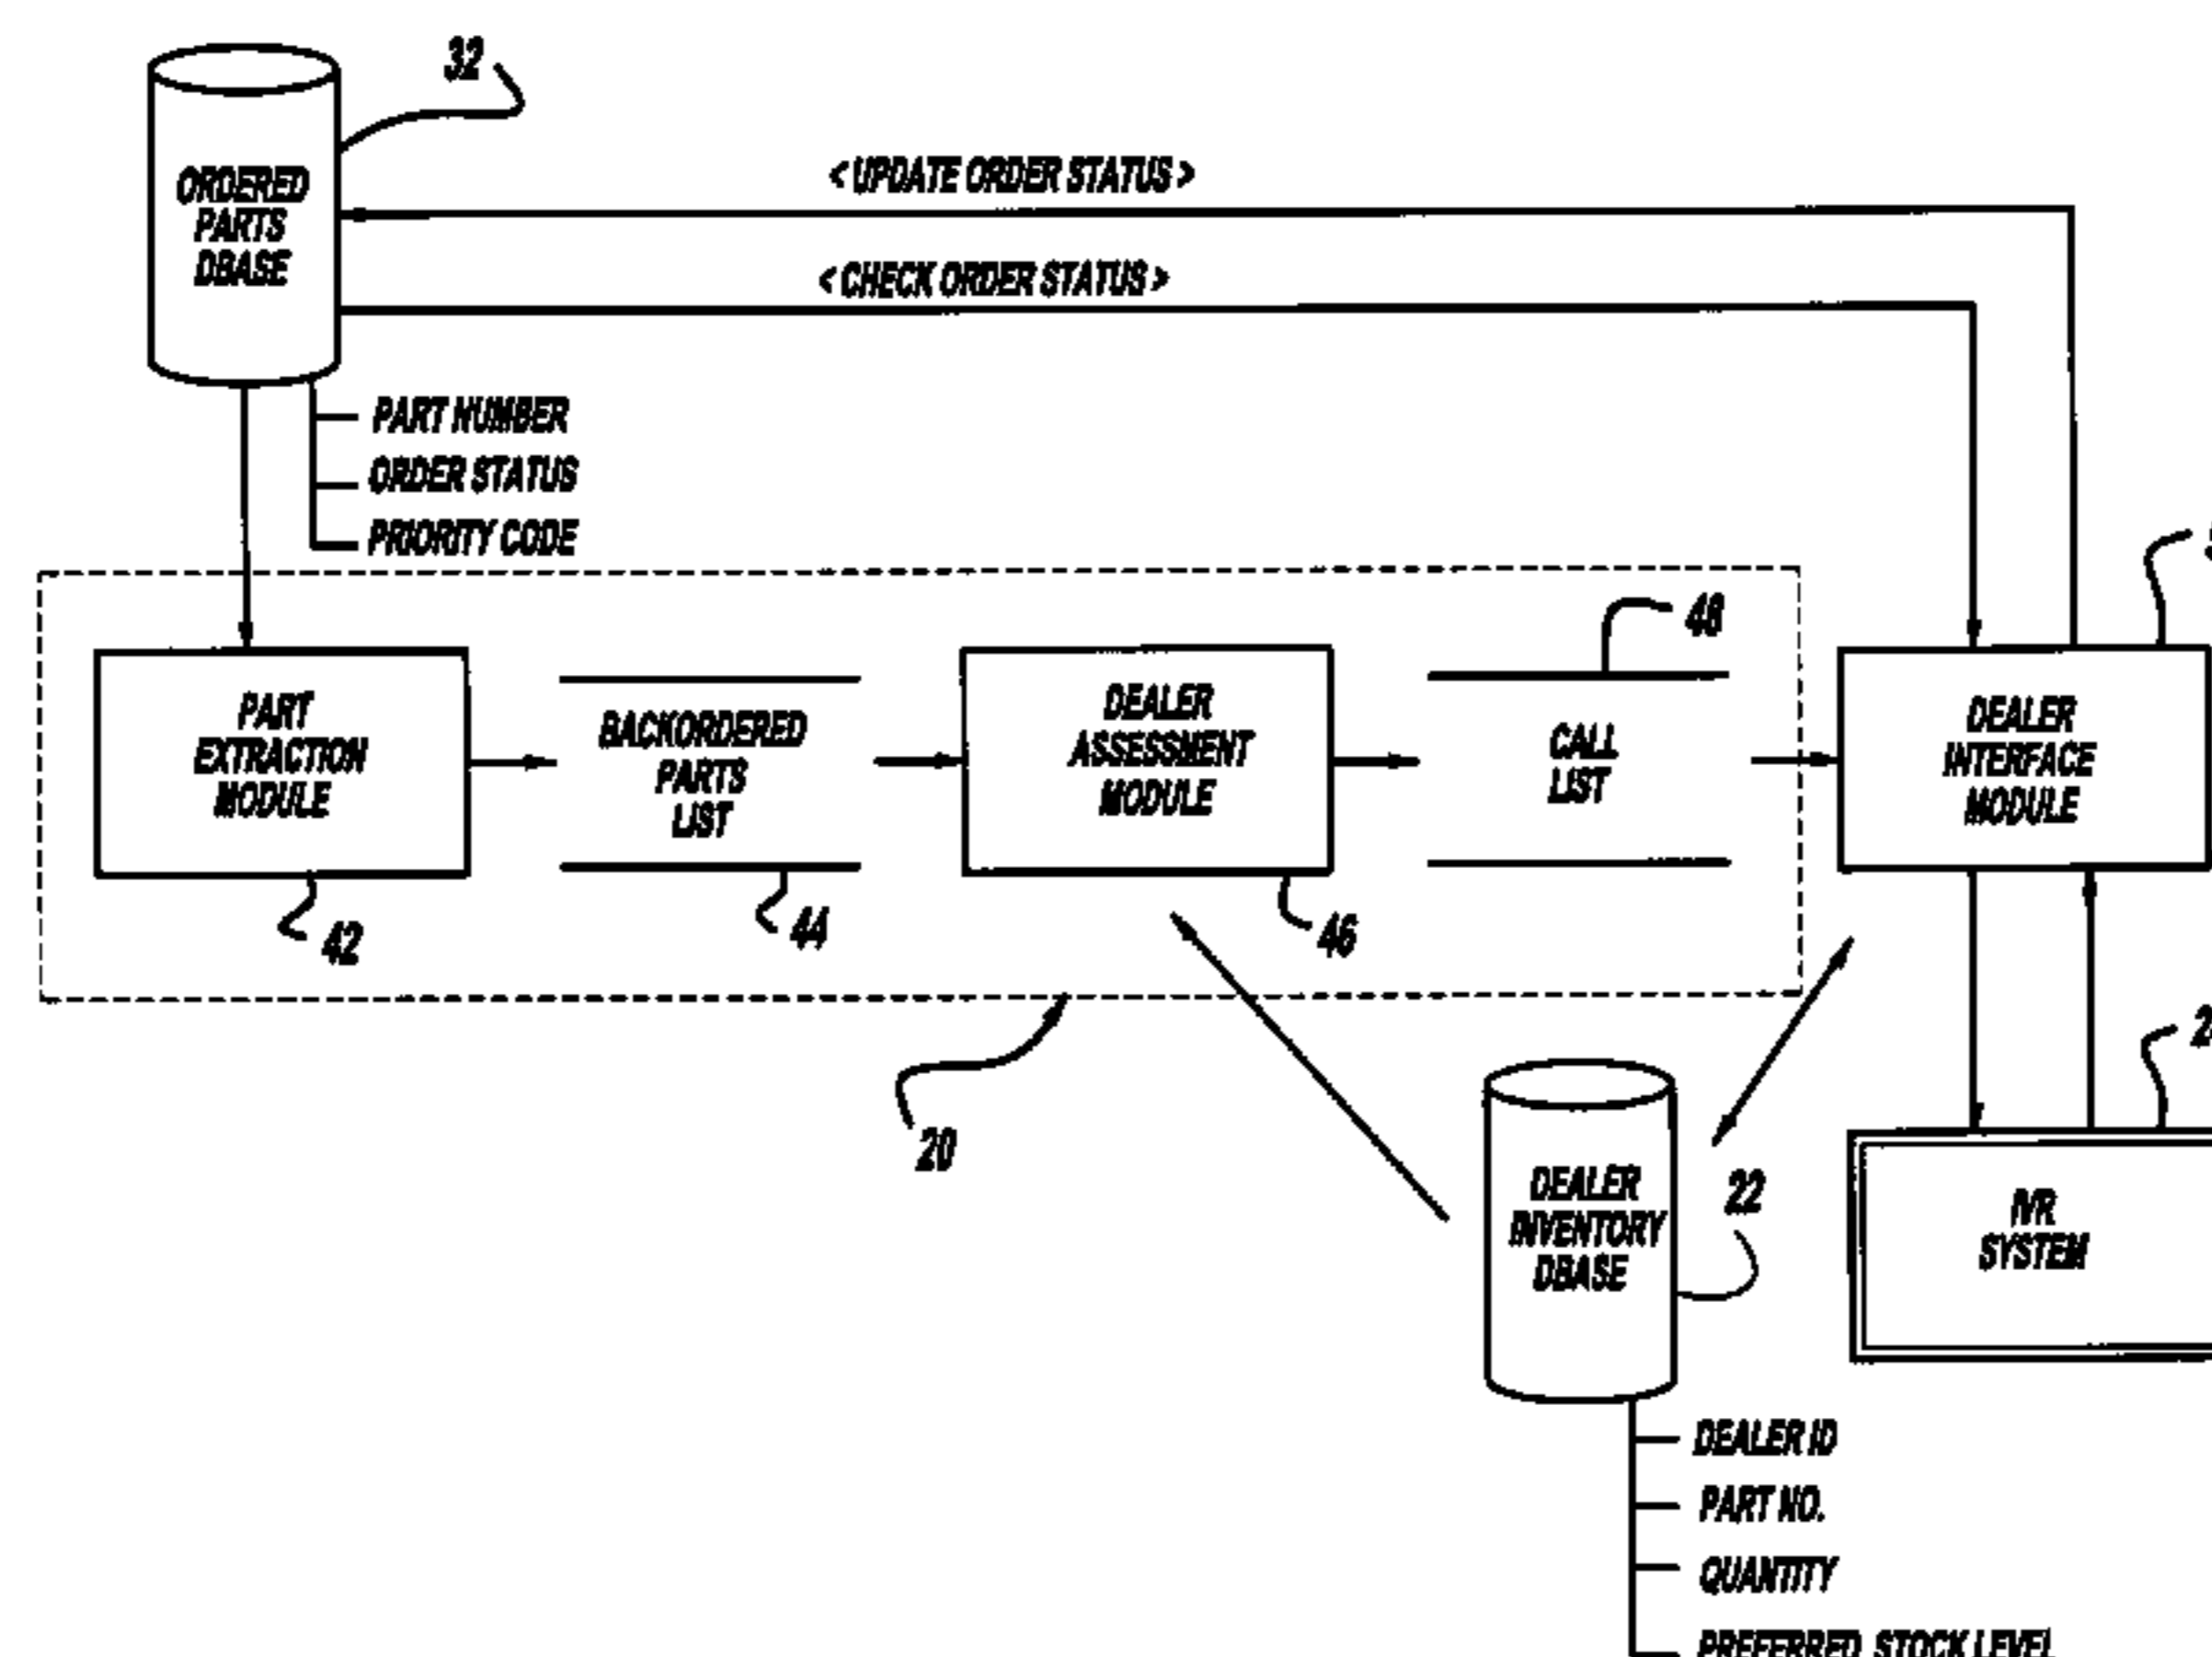 32
ORDERED
PARTS
DBASE
< UPDATE ORDER STATUS >
< CHECK ORDER STATUS >
PART NUMBER
ORDER STATUS
PRIORITY CODE
PART
EXTRACTION
MODULE
42
BACKORDERED
PARTS
LIST
44
DEALER
ASSESSMENT
MODULE
46
48
CALL
LIST
DEALER
INTERFACE
MODULE
20
DEALER
INVENTORY
DBASE
22
IVR
SYSTEM
DEALER ID
PART NO.
QUANTITY
PREFERRED STOCK LEVEL